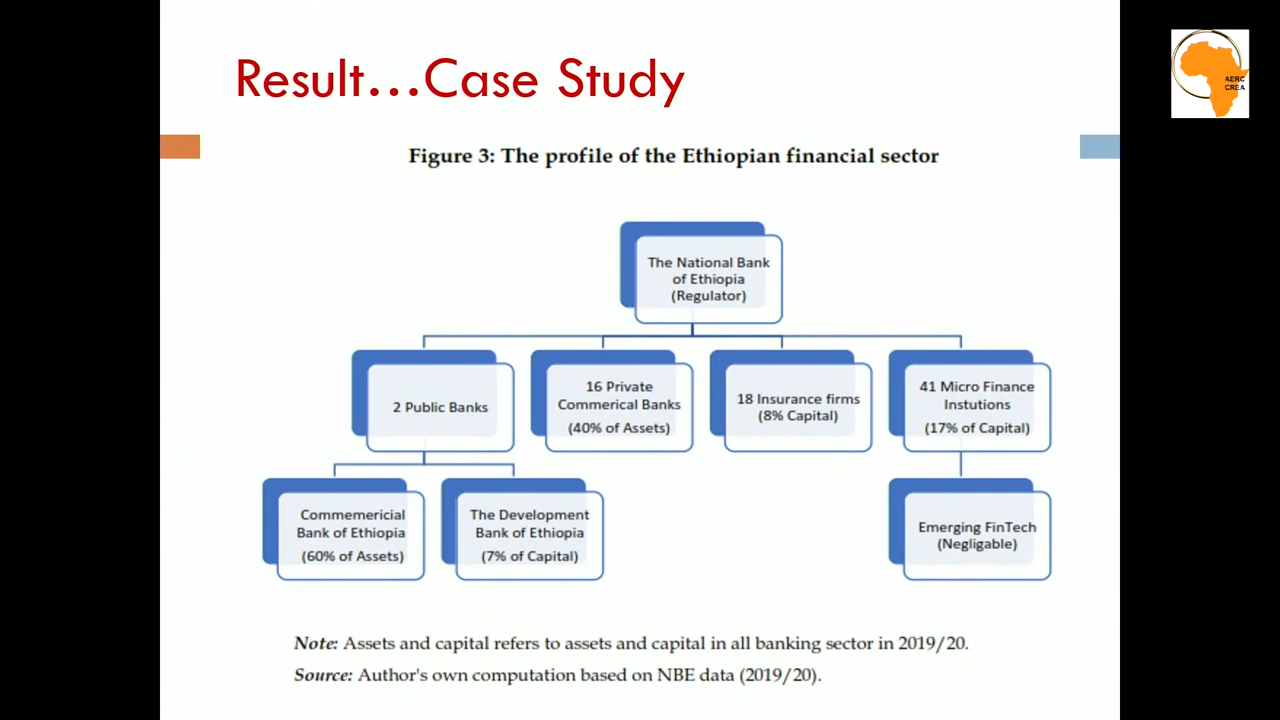 Result...Case Study
AERC
CREA
Figure 3: The profile of the Ethiopian financial sector
The National Bank
of Ethiopia
(Regulator)
2 Public Banks
16 Private
Commerical Banks
(40% of Assets)
18 Insurance firms
(8% Capital)
41 Micro Finance
Instutions
(17% of Capital)
Commemericial
Bank of Ethiopia
(60% of Assets)
The Development
Bank of Ethiopia
(7% of Capital)
Emerging FinTech
(Negligable)
Note: Assets and capital refers to assets and capital in all banking sector in 2019/20.
Source: Author's own computation based on NBE data (2019/20).